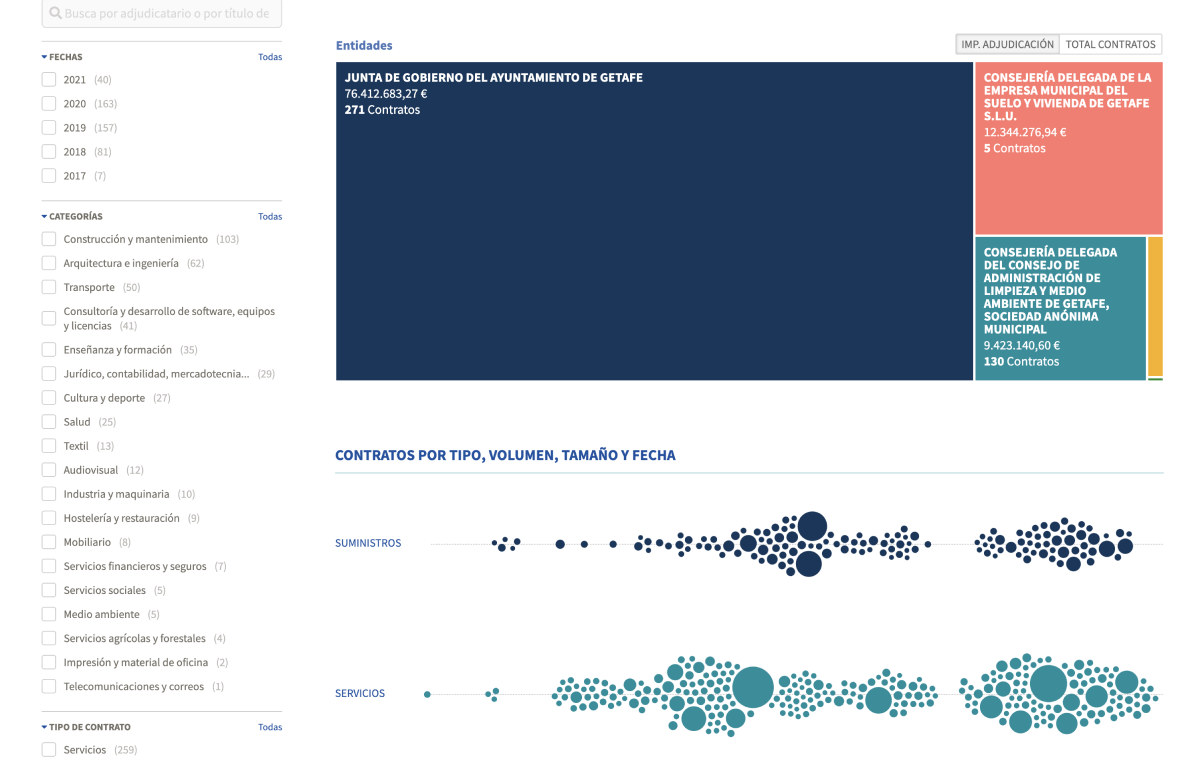 Busca por adjudicatario o por título de
FECHAS Todas
2021 (40)
2020 (163)
2019 (157)
2018 (81)
2017 (7)
CATEGORÍAS Todas
Construcción y mantenimiento (103)
Arquitectura e ingeniería (62)
Transporte (50)
Consultoría y desarrollo de software, equipos
y licencias (41)
Enseñanza y formación (35)
Jurídico, contabilidad, mercadotecnia... (29)
Cultura y deporte (27)
Salud (25)
Textil (13)
Audiovisual (12)
Industria y maquinaria (10)
Hostelería y restauración (9)
Mobiliario (8)
Servicios financieros y seguros (7)
Servicios sociales (5)
Medio ambiente (5)
Servicios agrícolas y forestales (4)
Impresión y material de oficina (2)
Telecomunicaciones y correos (1)
TIPO DE CONTRATO Todas
Servicios (259)
Entidades
IMP. ADJUDICACIÓN TOTAL CONTRATOS
JUNTA DE GOBIERNO DEL AYUNTAMIENTO DE GETAFE
76.412.683,27 €
271 Contratos
CONSEJERÍA DELEGADA DE LA
EMPRESA MUNICIPAL DEL
SUELO Y VIVIENDA DE GETAFE
S.L.U.
12.344.276,94 €
5 Contratos
CONSEJERÍA DELEGADA
DEL CONSEJO DE
ADMINISTRACIÓN DE
LIMPIEZA Y MEDIO
AMBIENTE DE GETAFE,
SOCIEDAD ANÓNIMA
MUNICIPAL
9.423.140,60 €
130 Contratos
CONTRATOS POR TIPO, VOLUMEN, TAMAÑO Y FECHA
SUMINISTROS
SERVICIOS